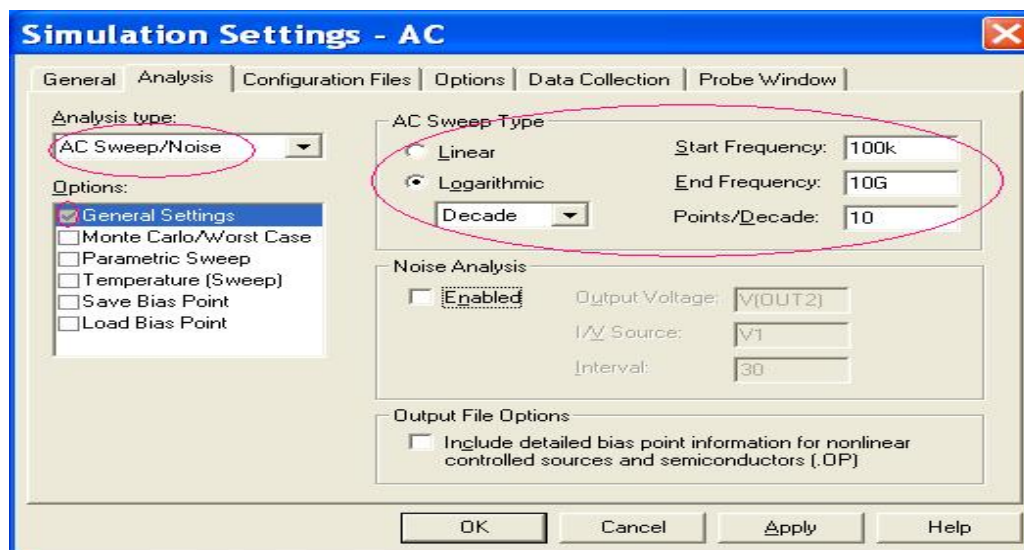 Simulation Settings - AC
General Analysis Configuration Files Options Data Collection Probe Window
Analysis type:
AC Sweep/Noise
Options:
General Settings
Monte Carlo/Worst Case
Parametric Sweep
Temperature (Sweep)
Save Bias Point
Load Bias Point
AC Sweep Type
Linear
Logarithmic
Decade
Start Frequency: 100k
End Frequency: 10G
Points/Decade: 10
Noise Analysis
Enabled
Output Voltage: V(OUT2)
I/V Source: V1
Interval: 30
Output File Options
Include detailed bias point information for nonlinear
controlled sources and semiconductors (.OP)
OK Cancel Apply Help